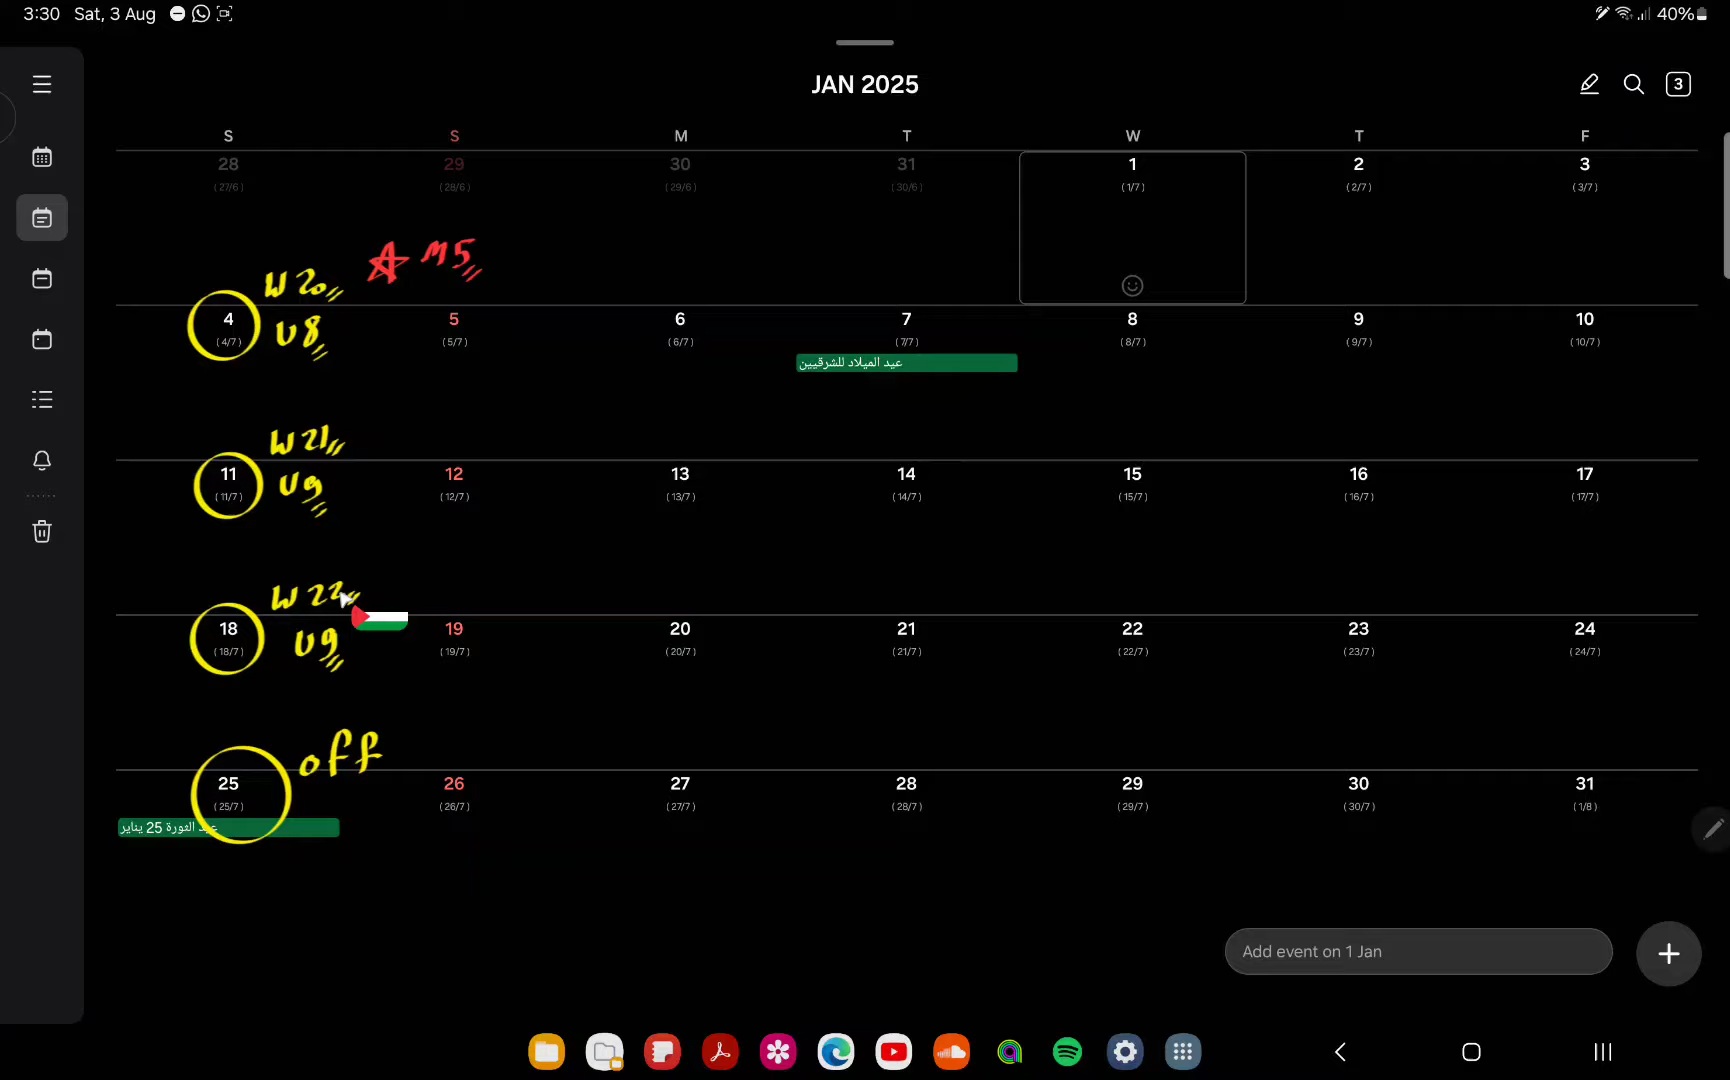 3:30 Sat, 3 Aug 40%
JAN 2025
3
S S M T W T F
28 29 30 31 1 2 3
(27/6) (28/6) (29/6) (30/6) (1/7) (2/7) (3/7)
W 20 M5
4 5 6 7 8 9 10
U8
(4/7) (5/7) (6/7) (7/7) (8/7) (9/7) (10/7)
عيد الميلاد للشرقيين
W 21
11 12 13 14 15 16 17
U9
(11/7) (12/7) (13/7) (14/7) (15/7) (16/7) (17/7)
W 22
18 19 20 21 22 23 24
U9
(18/7) (19/7) (20/7) (21/7) (22/7) (23/7) (24/7)
off
25 26 27 28 29 30 31
(25/7) (26/7) (27/7) (28/7) (29/7) (30/7) (1/8)
عيد الثورة 25 يناير
Add event on 1 Jan